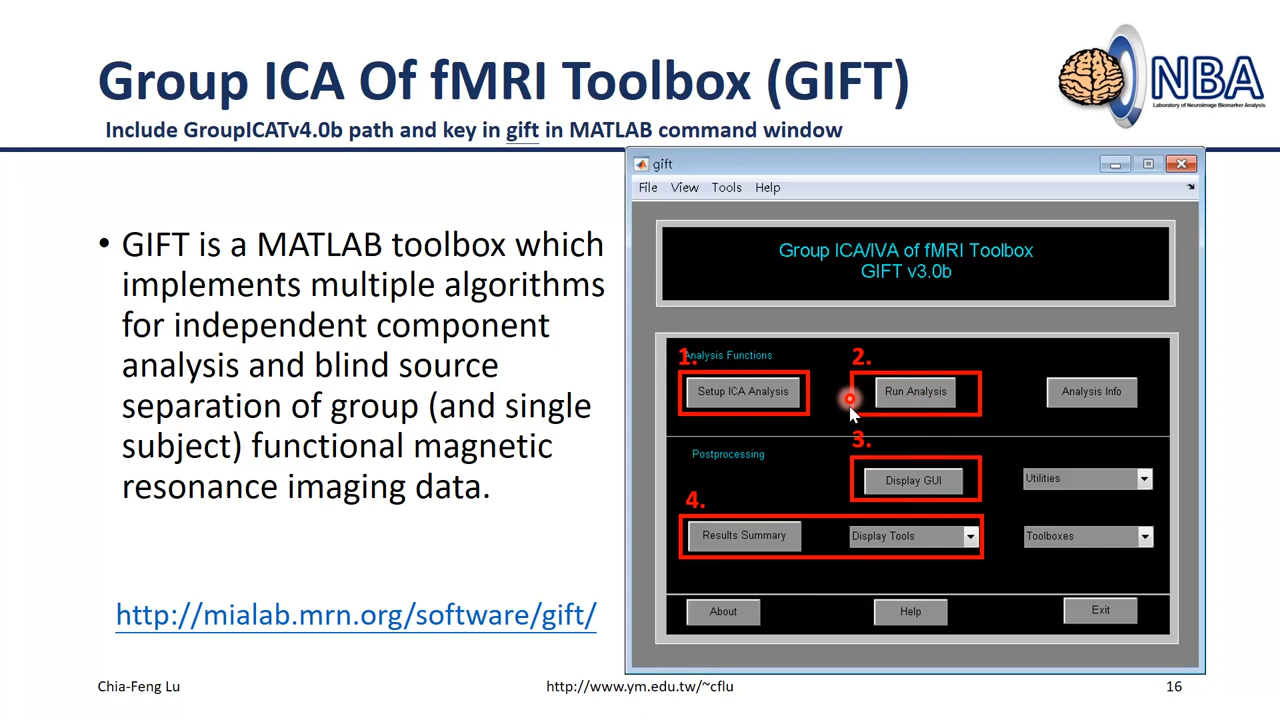 Group ICA Of fMRI Toolbox (GIFT)
NBA
Laboratory of Neuroimage Biomarker Analysis
Include GroupICATv4.0b path and key in gift in MATLAB command window
• GIFT is a MATLAB toolbox which
implements multiple algorithms
for independent component
analysis and blind source
separation of group (and single
subject) functional magnetic
resonance imaging data.
http://mialab.mrn.org/software/gift/
gift
File View Tools Help
Group ICA/IVA of fMRI Toolbox
GIFT v3.0b
1. Analysis Functions 2.
Setup ICA Analysis Run Analysis Analysis Info
3.
Postprocessing
Display GUI Utilities
4.
Results Summary Display Tools Toolboxes
About Help Exit
Chia-Feng Lu http://www.ym.edu.tw/~cflu 16